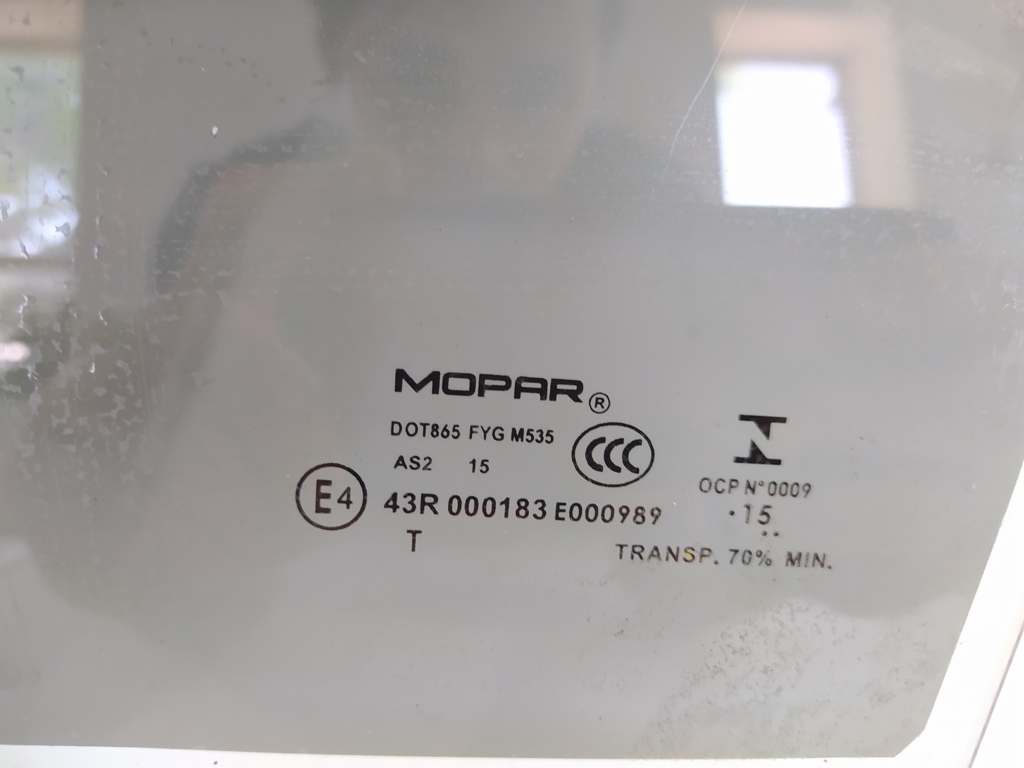 MOPAR®
DOT865 FYG M535
AS2 15
CCC
E4
43R 000183 E000989
T
N
OCP N°0009
·15
..
TRANSP. 70% MIN.